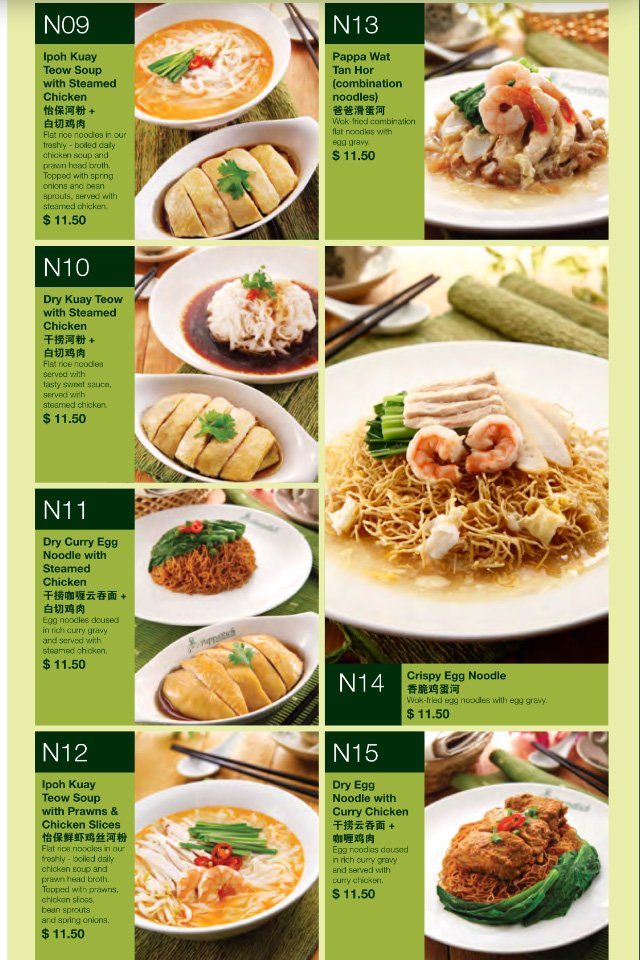 N09
Ipoh Kuay
Teow Soup
with Steamed
Chicken
怡保河粉 +
白切鸡肉
Flat rice noodles in our
freshly - boiled daily
chicken soup and
prawn head broth.
Topped with spring
onions and bean
sprouts, served with
steamed chicken.
$ 11.50
N10
Dry Kuay Teow
with Steamed
Chicken
干捞河粉 +
白切鸡肉
Flat rice noodles
served with
tasty sweet sauce,
served with
steamed chicken.
$ 11.50
N11
Dry Curry Egg
Noodle with
Steamed
Chicken
干捞咖喱云吞面 +
白切鸡肉
Egg noodles doused
in rich curry gravy
and served with
steamed chicken.
$ 11.50
PappaRich
N12
Ipoh Kuay
Teow Soup
with Prawns &
Chicken Slices
怡保鲜虾鸡丝河粉
Flat rice noodles in our
freshly - boiled daily
chicken soup and
prawn head broth.
Topped with prawns,
chicken slices,
bean sprouts
and spring onions.
$ 11.50
N13
Pappa Wat
Tan Hor
(combination
noodles)
爸爸滑蛋河
Wok-fried combination
flat noodles with
egg gravy.
$ 11.50
N14
Crispy Egg Noodle
香脆鸡蛋河
Wok-fried egg noodles with egg gravy.
$ 11.50
N15
Dry Egg
Noodle with
Curry Chicken
干捞云吞面 +
咖喱鸡肉
Egg noodles doused
in rich curry gravy
and served with
curry chicken.
$ 11.50